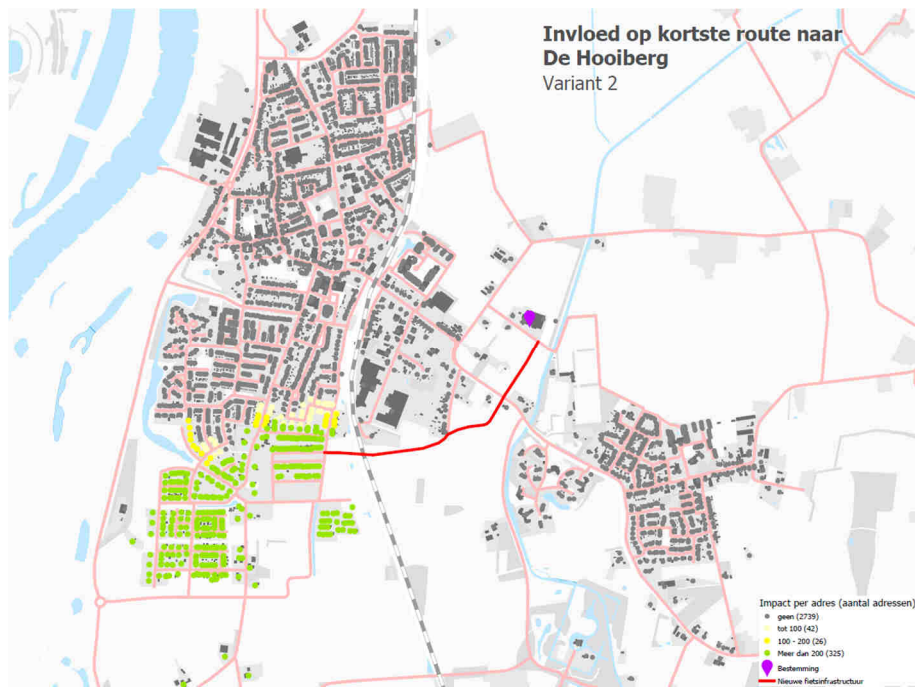 Invloed op kortste route naar
De Hooiberg
Variant 2
Impact per adres (aantal adressen)
geen (2739)
tot 100 (42)
100 - 200 (26)
Meer dan 200 (325)
Bestemming
Nieuwe fietsinfrastructuur